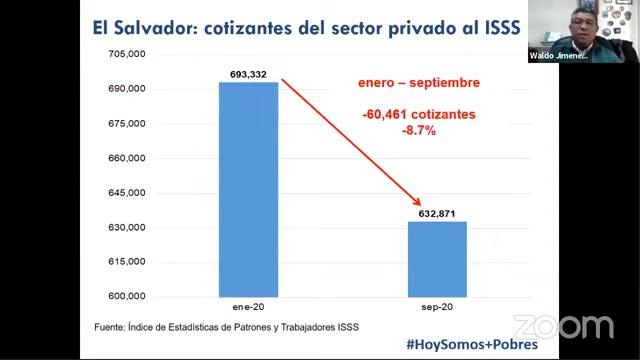 El Salvador: cotizantes del sector privado al ISSS
Waldo Jimene...
705,000
690,000
675,000
660,000
645,000
630,000
615,000
600,000
693,332
632,871
enero – septiembre
-60,461 cotizantes
-8.7%
ene-20
sep-20
Fuente: Índice de Estadísticas de Patrones y Trabajadores ISSS
zoom
#HoySomos+Pobres